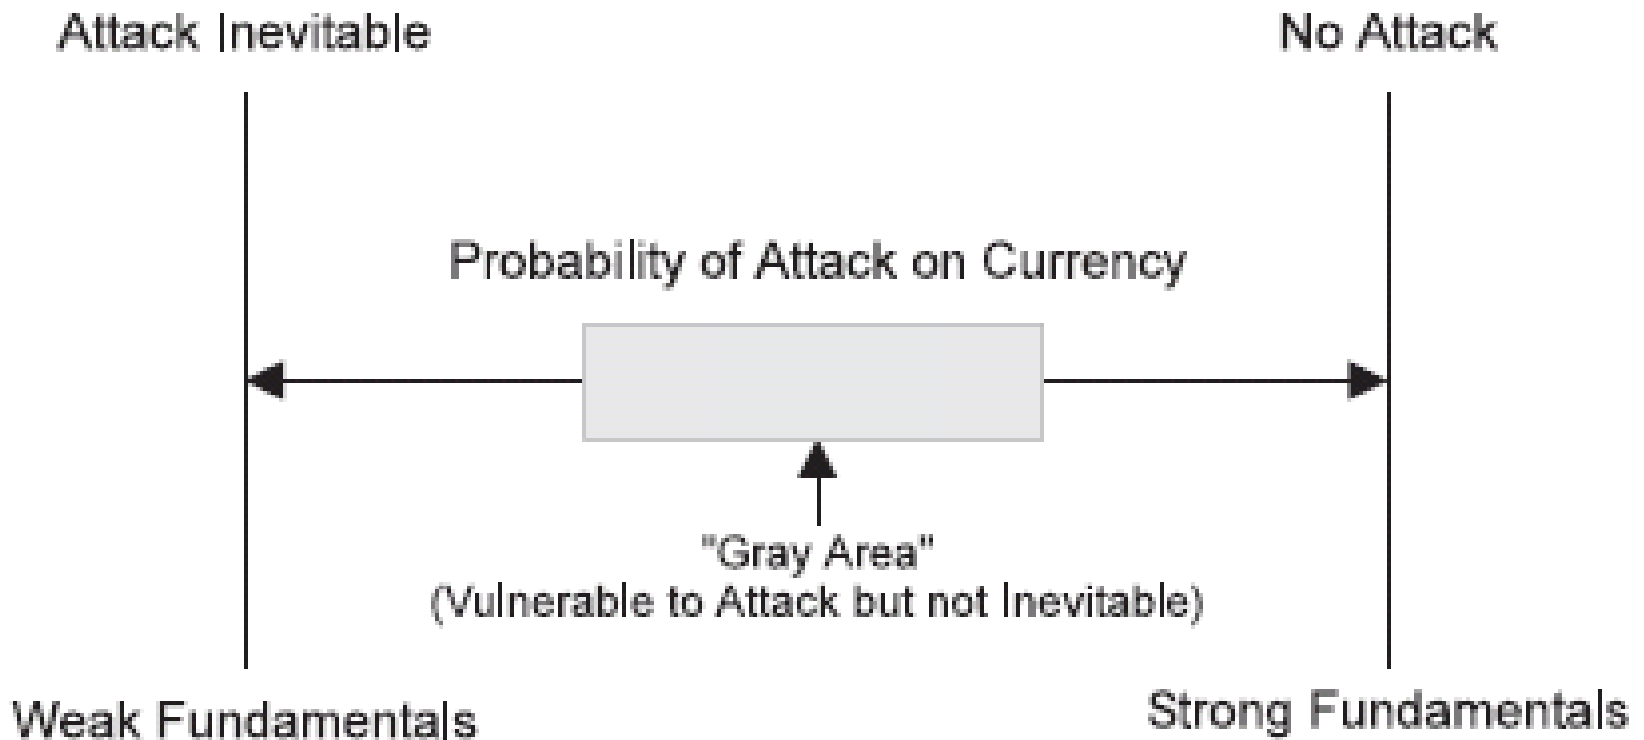 Attack Inevitable
No Attack
Probability of Attack on Currency
"Gray Area"
(Vulnerable to Attack but not Inevitable)
Weak Fundamentals
Strong Fundamentals